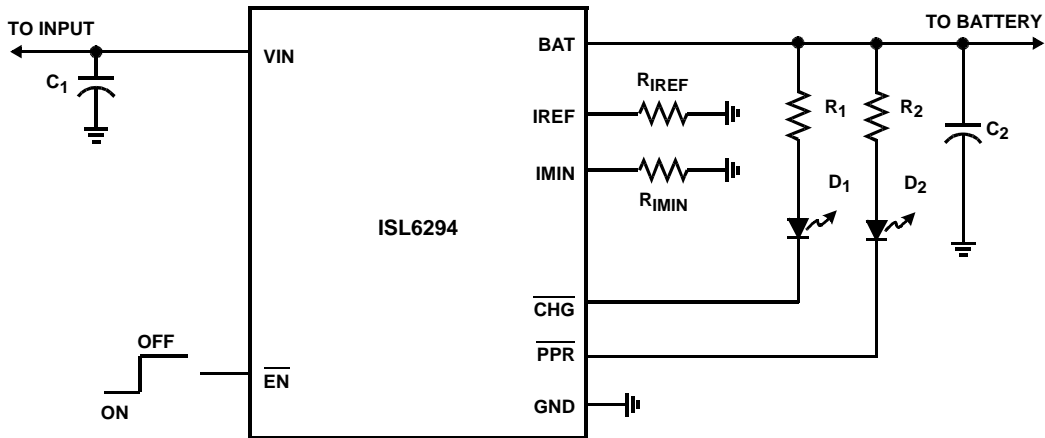 TO INPUT
TO BATTERY
VIN
BAT
C1
RIREF
IREF
R1
R2
C2
IMIN
RIMIN
D1
D2
ISL6294
CHG
OFF
PPR
EN
ON
GND